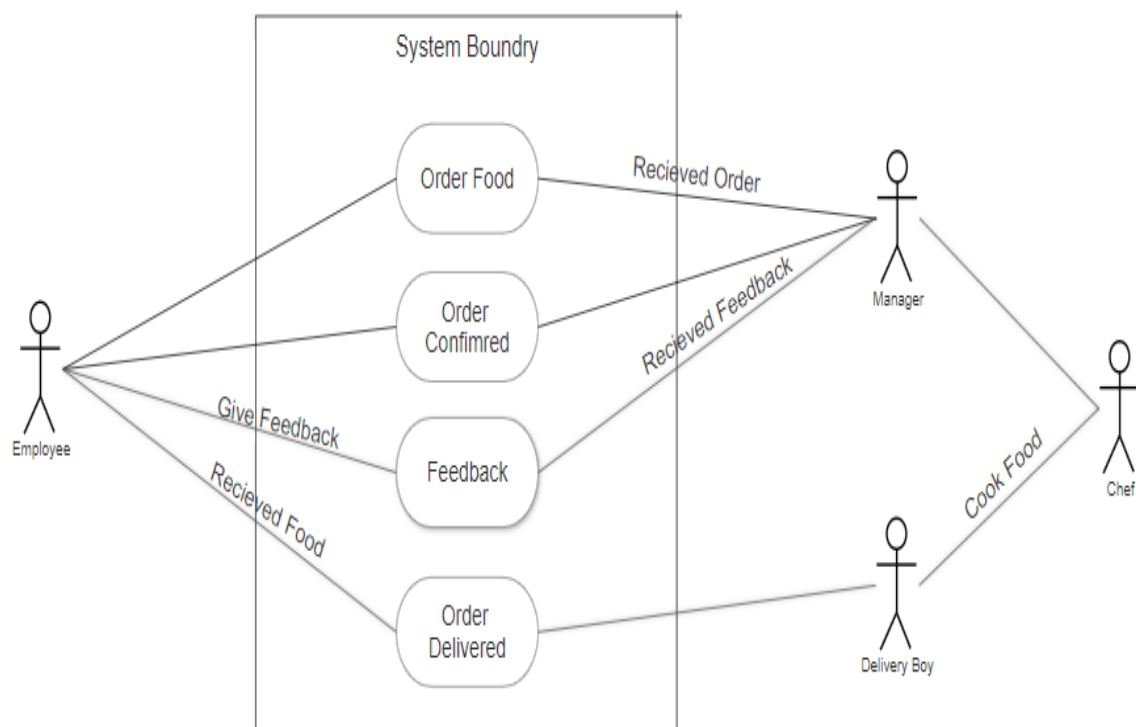 System Boundry
Order Food
Recieved Order
Manager
Order
Confimred
Recieved Feedback
Employee
Give Feedback
Feedback
Chef
Cook Food
Recieved Food
Order
Delivered
Delivery Boy